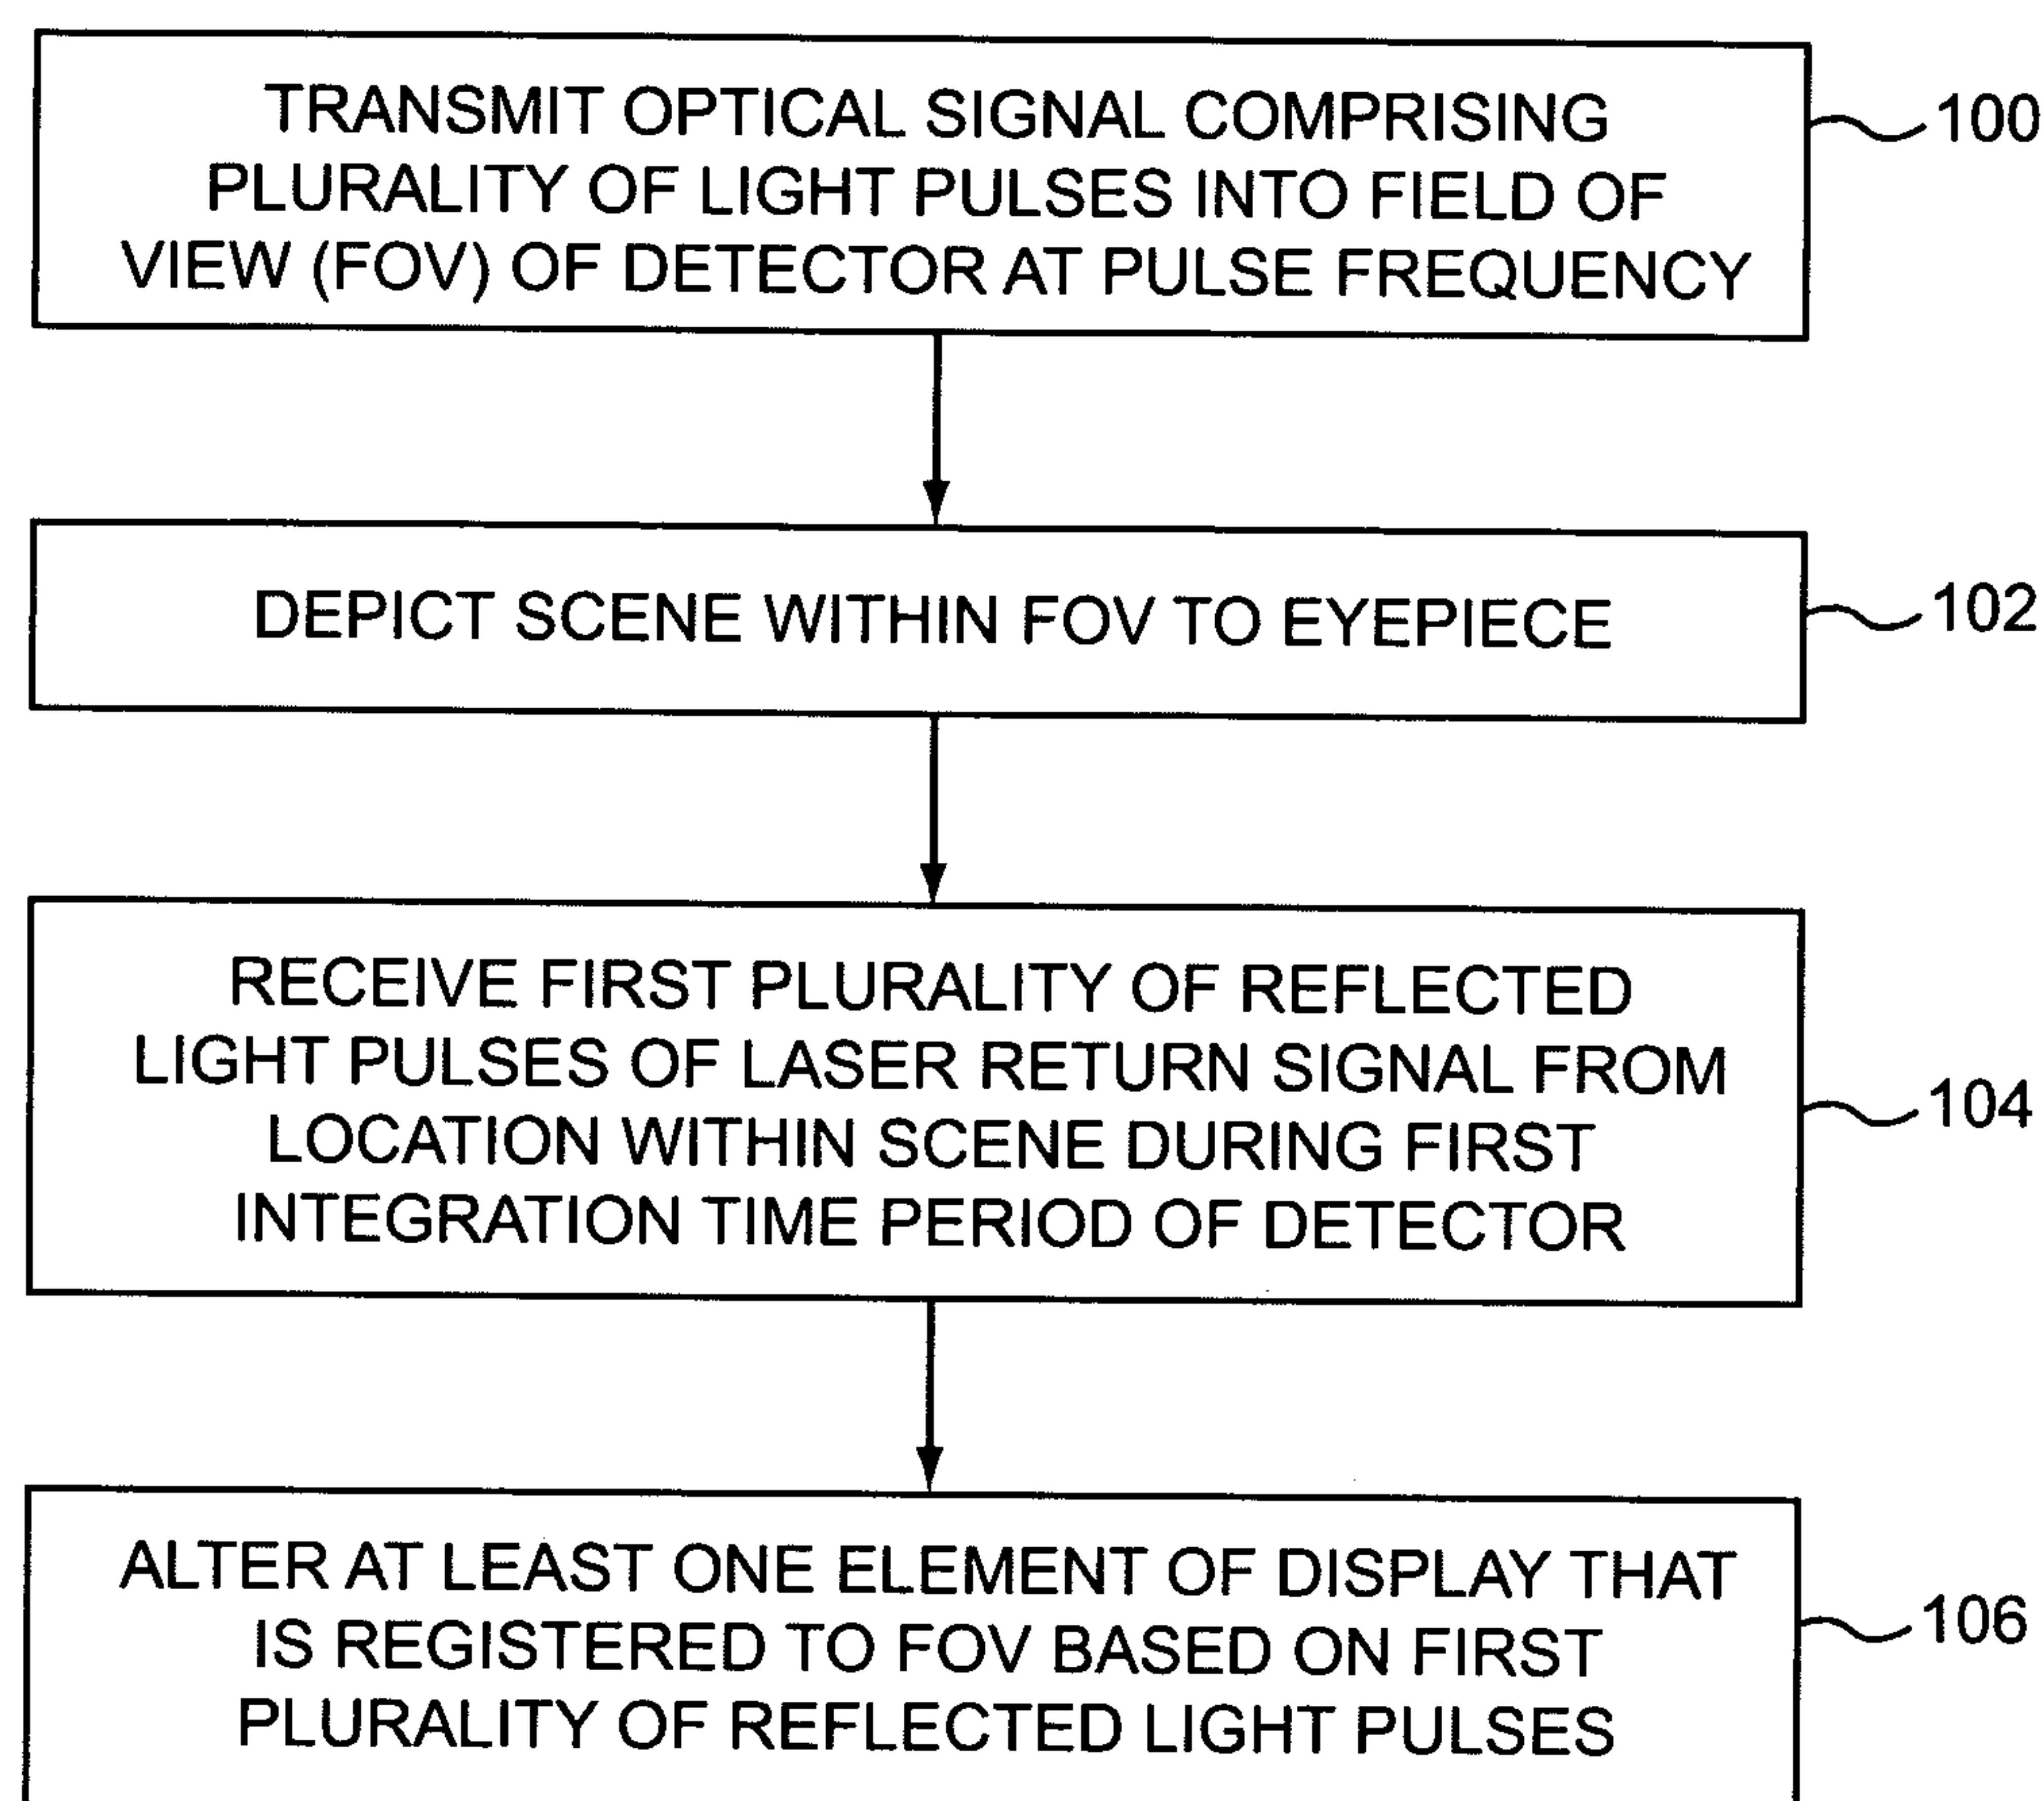 TRANSMIT OPTICAL SIGNAL COMPRISING
PLURALITY OF LIGHT PULSES INTO FIELD OF
VIEW (FOV) OF DETECTOR AT PULSE FREQUENCY
100
DEPICT SCENE WITHIN FOV TO EYEPIECE
102
RECEIVE FIRST PLURALITY OF REFLECTED
LIGHT PULSES OF LASER RETURN SIGNAL FROM
LOCATION WITHIN SCENE DURING FIRST
INTEGRATION TIME PERIOD OF DETECTOR
104
ALTER AT LEAST ONE ELEMENT OF DISPLAY THAT
IS REGISTERED TO FOV BASED ON FIRST
PLURALITY OF REFLECTED LIGHT PULSES
106